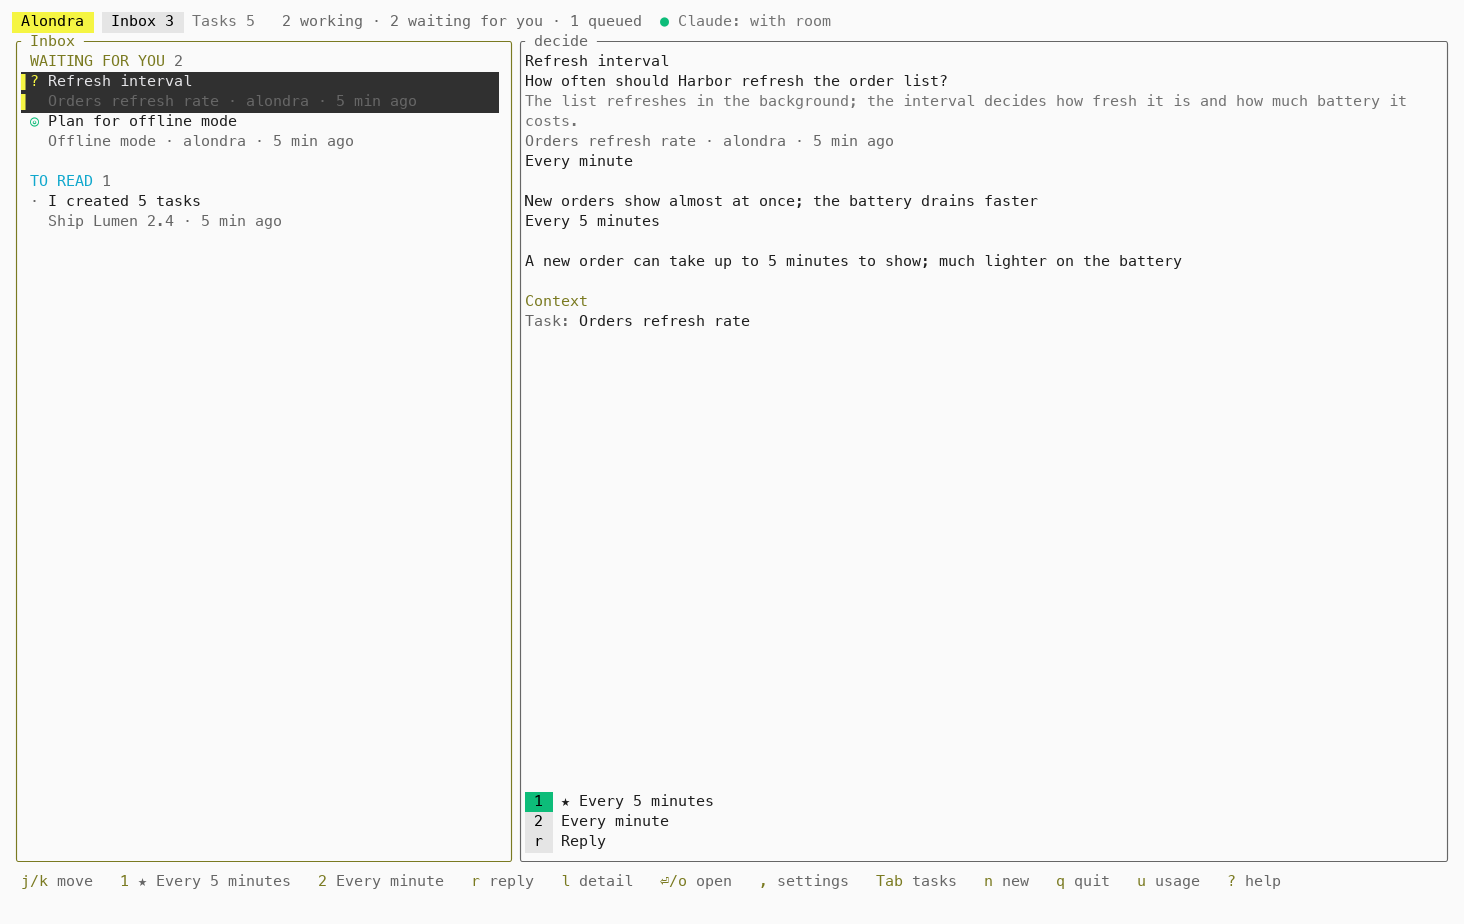 Alondra Inbox 3 Tasks 5 2 working · 2 waiting for you · 1 queued ● Claude: with room
Inbox
WAITING FOR YOU 2
? Refresh interval
Orders refresh rate · alondra · 5 min ago
◎ Plan for offline mode
Offline mode · alondra · 5 min ago
TO READ 1
· I created 5 tasks
Ship Lumen 2.4 · 5 min ago
decide
Refresh interval
How often should Harbor refresh the order list?
The list refreshes in the background; the interval decides how fresh it is and how much battery it
costs.
Orders refresh rate · alondra · 5 min ago
Every minute
New orders show almost at once; the battery drains faster
Every 5 minutes
A new order can take up to 5 minutes to show; much lighter on the battery
Context
Task: Orders refresh rate
1 ★ Every 5 minutes
2 Every minute
r Reply
j/k move 1 ★ Every 5 minutes 2 Every minute r reply l detail ⏎/o open , settings Tab tasks n new q quit u usage ? help